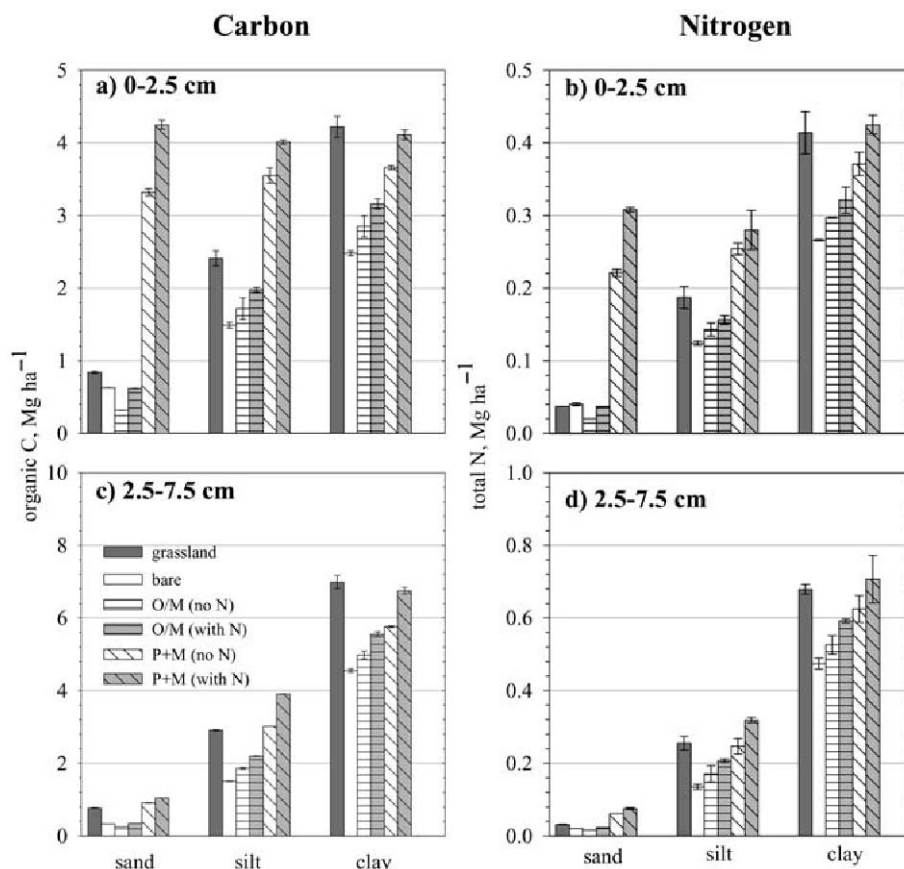 Carbon
Nitrogen
a) 0-2.5 cm
5
4
3
2
1
0
b) 0-2.5 cm
0.5
0.4
0.3
0.2
0.1
0.0
organic C, Mg ha⁻¹
total N, Mg ha⁻¹
c) 2.5-7.5 cm
10
8
6
4
2
0
grassland
bare
O/M (no N)
O/M (with N)
P+M (no N)
P+M (with N)
sand
silt
clay
d) 2.5-7.5 cm
1.0
0.8
0.6
0.4
0.2
0.0
sand
silt
clay